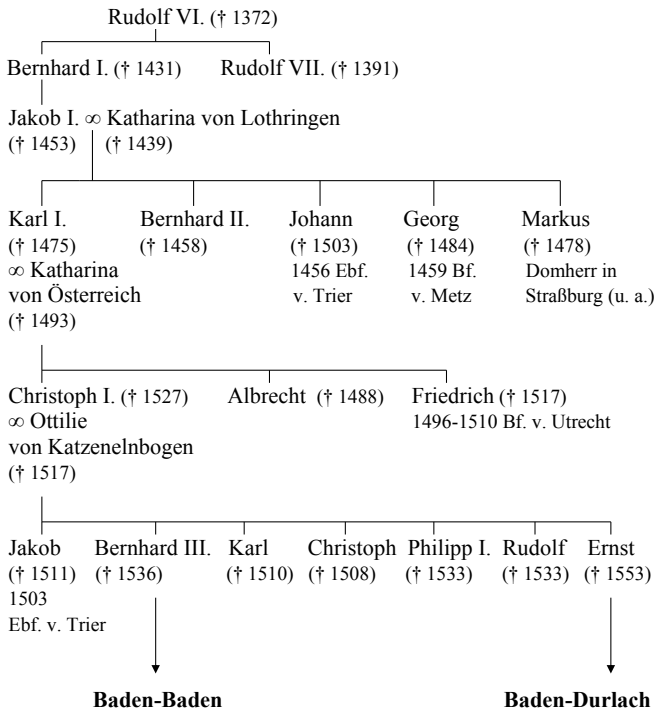 Rudolf VI. († 1372)
Bernhard I. († 1431) Rudolf VII. († 1391)
Jakob I. ∞ Katharina von Lothringen
(† 1453) († 1439)
Karl I. Bernhard II. Johann Georg Markus
(† 1475) († 1458) († 1503) († 1484) († 1478)
∞ Katharina 1456 Ebf. 1459 Bf. Domherr in
von Österreich v. Trier v. Metz Straßburg (u. a.)
(† 1493)
Christoph I. († 1527) Albrecht († 1488) Friedrich († 1517)
∞ Ottilie 1496-1510 Bf. v. Utrecht
von Katzenelnbogen
(† 1517)
Jakob Bernhard III. Karl Christoph Philipp I. Rudolf Ernst
(† 1511) († 1536) († 1510) († 1508) († 1533) († 1533) († 1553)
1503
Ebf. v. Trier
Baden-Baden Baden-Durlach